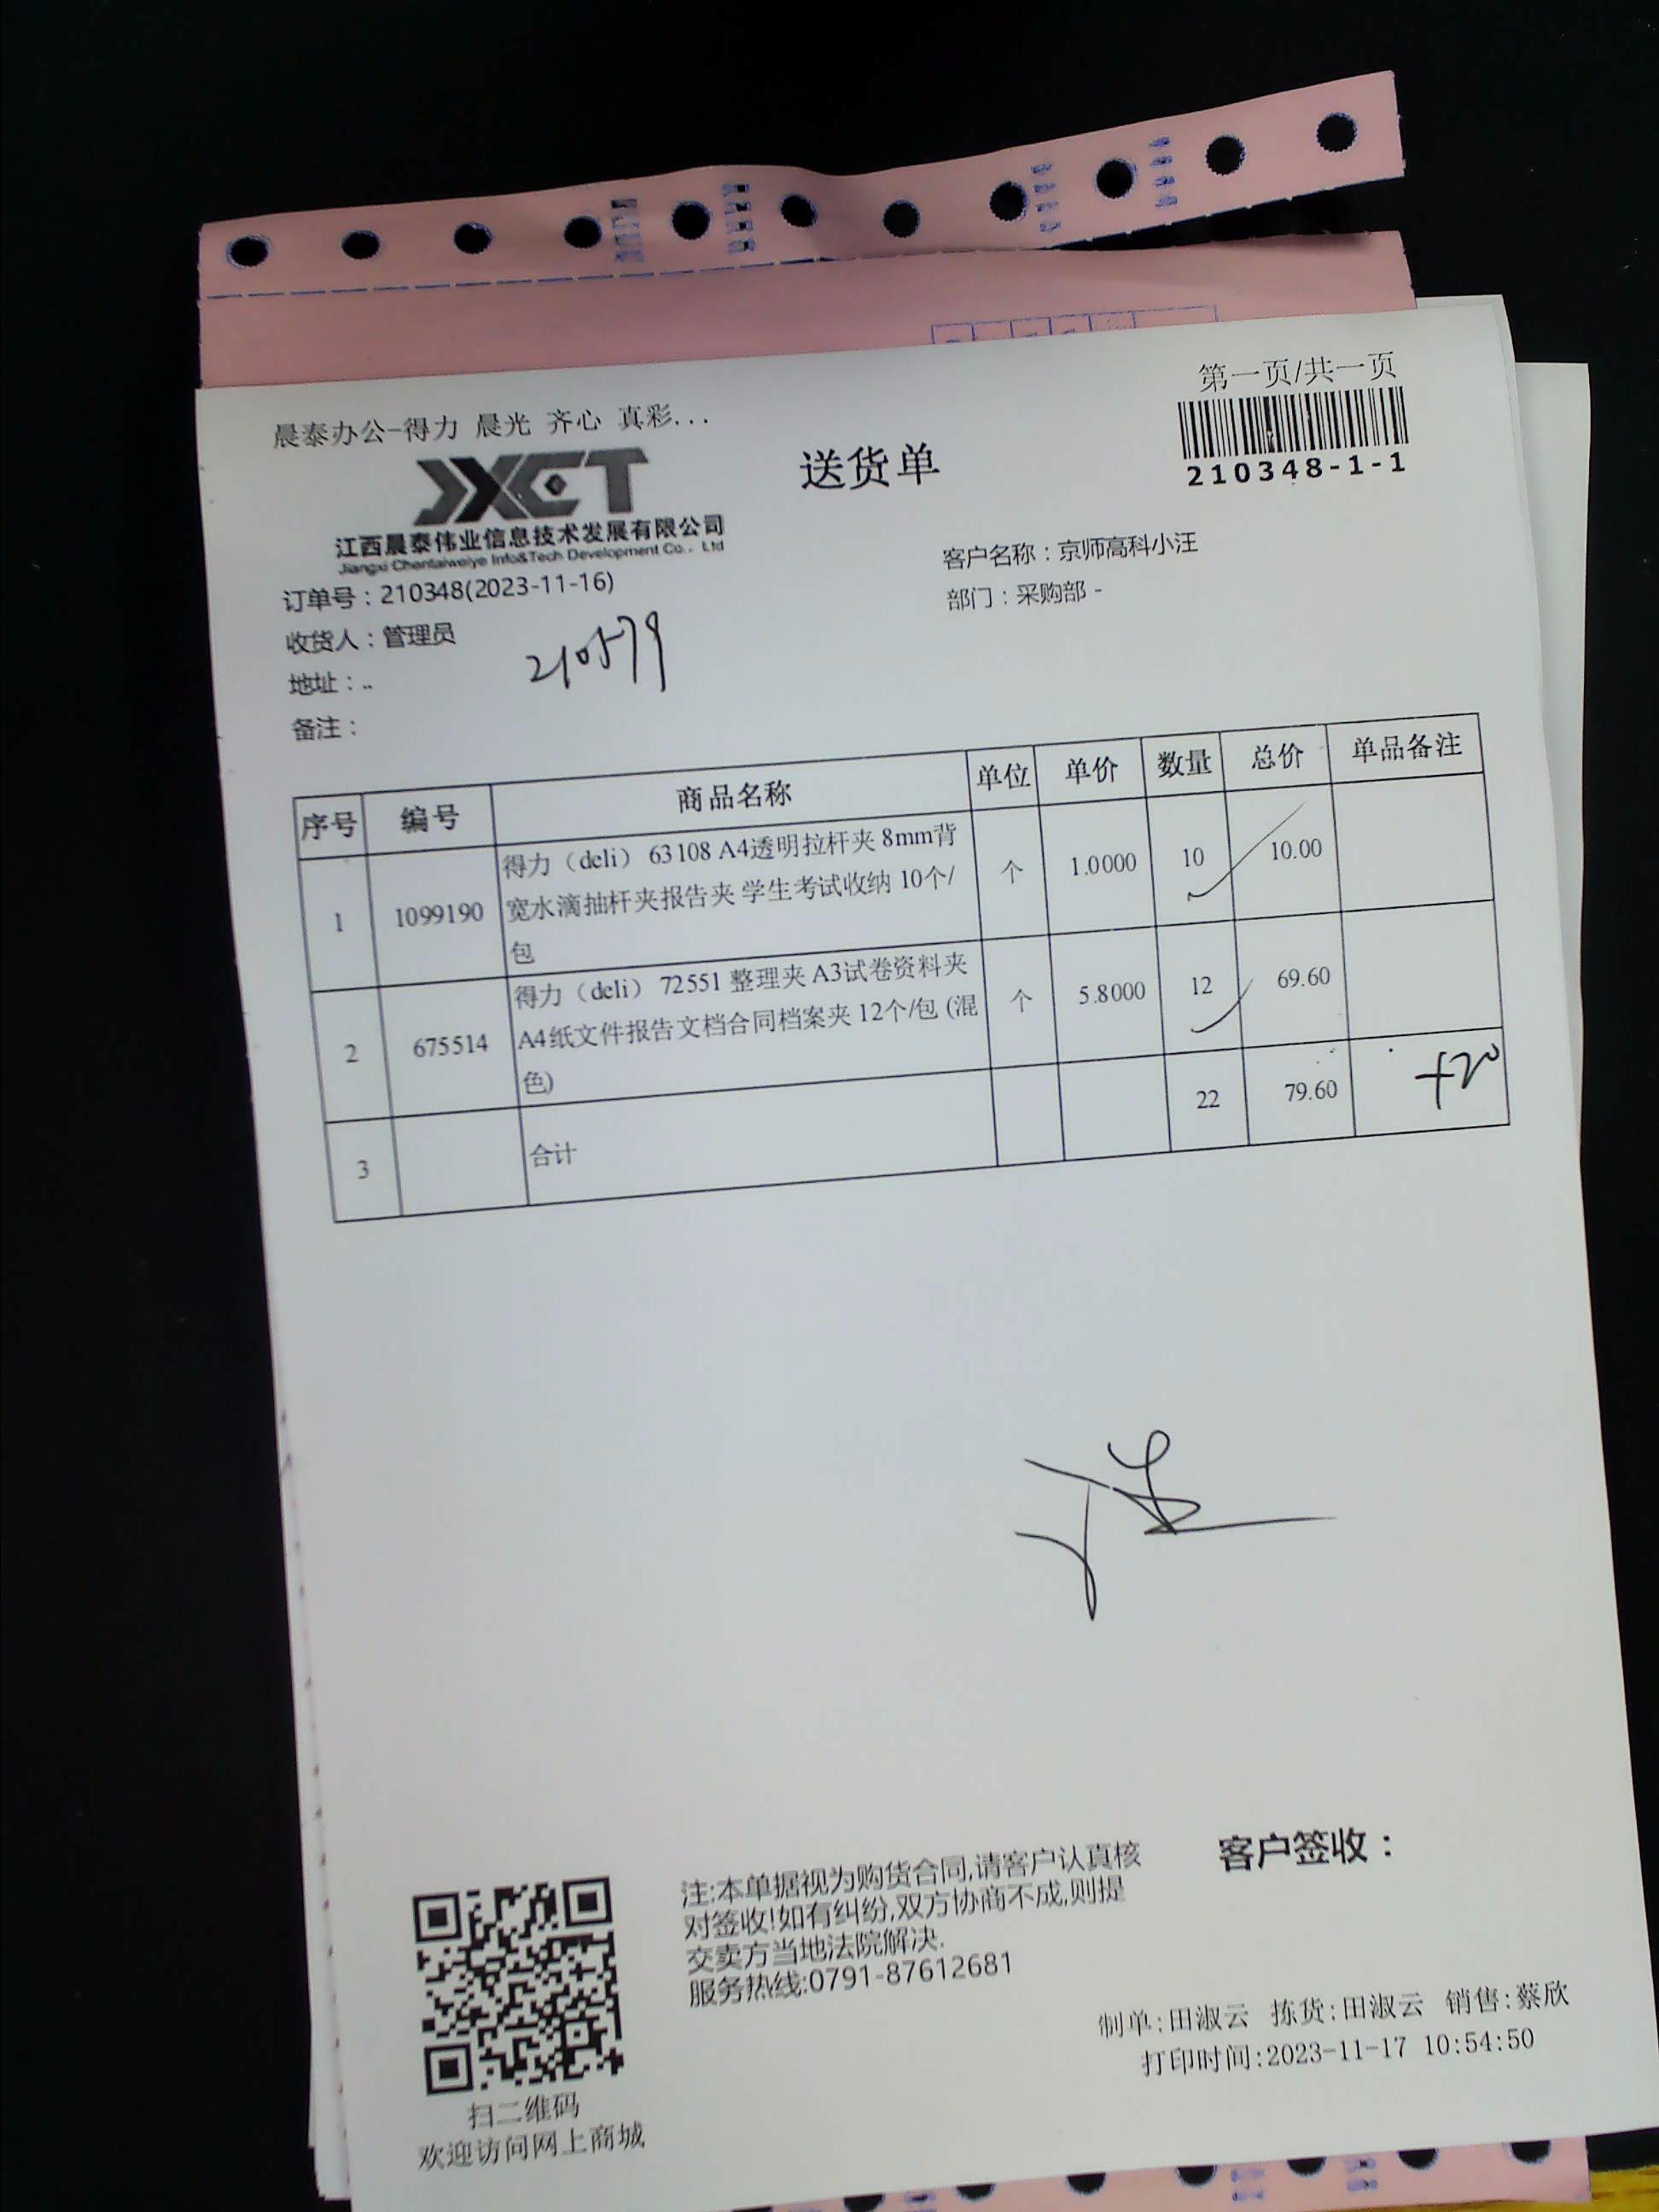 第一页/共一页
晨泰办公-得力 晨光 齐心 真彩...
JXCT
送货单
210348-1-1
江西晨泰伟业信息技术发展有限公司
Jiangxi Chentaiweiye Info&Tech Development Co., Ltd
客户名称：京师高科小汪
订单号：210348(2023-11-16)
部门：采购部 -
收货人：管理员
210579
地址：..
备注：
序号 编号 商品名称 单位 单价 数量 总价 单品备注
1 1099190 得力（deli） 63108 A4透明拉杆夹 8mm背 个 1.0000 10 10.00
宽水滴抽杆夹报告夹 学生考试收纳 10个/
包
2 675514 得力（deli） 72551 整理夹 A3试卷资料夹 个 5.8000 12 69.60
A4纸文件报告文档合同档案夹 12个/包 (混
色)
3 合计 22 79.60 +20
客户签收：
注:本单据视为购货合同,请客户认真核
对签收!如有纠纷,双方协商不成,则提
交卖方当地法院解决.
服务热线:0791-87612681
制单:田淑云 拣货:田淑云 销售:蔡欣
打印时间:2023-11-17 10:54:50
扫二维码
欢迎访问网上商城